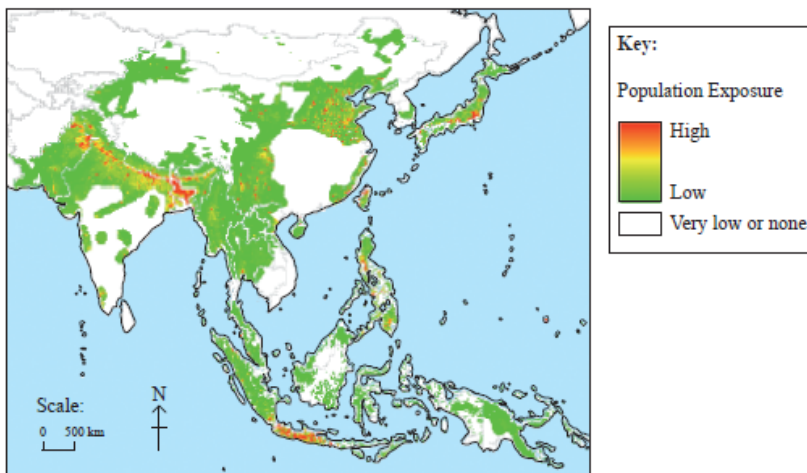 Key:
Population Exposure
High
Low
Very low or none
Scale:
0 500 km
N